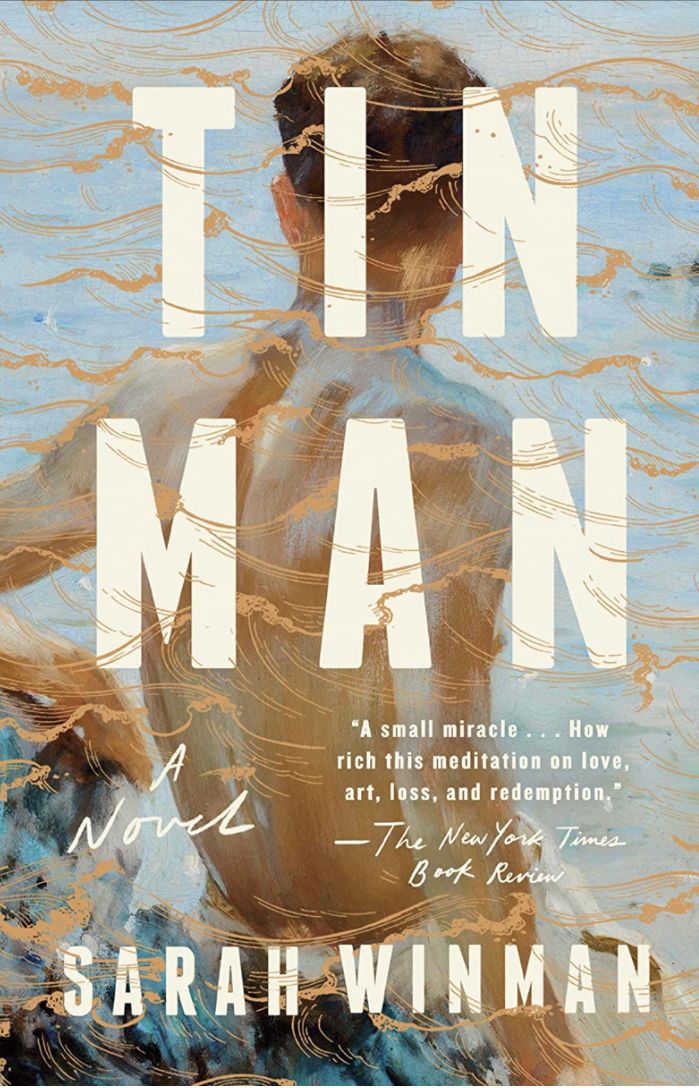 TIN
MAN
A
Novel
“A small miracle . . . How
rich this meditation on love,
art, loss, and redemption.”
—The New York Times
Book Review
SARAH WINMAN